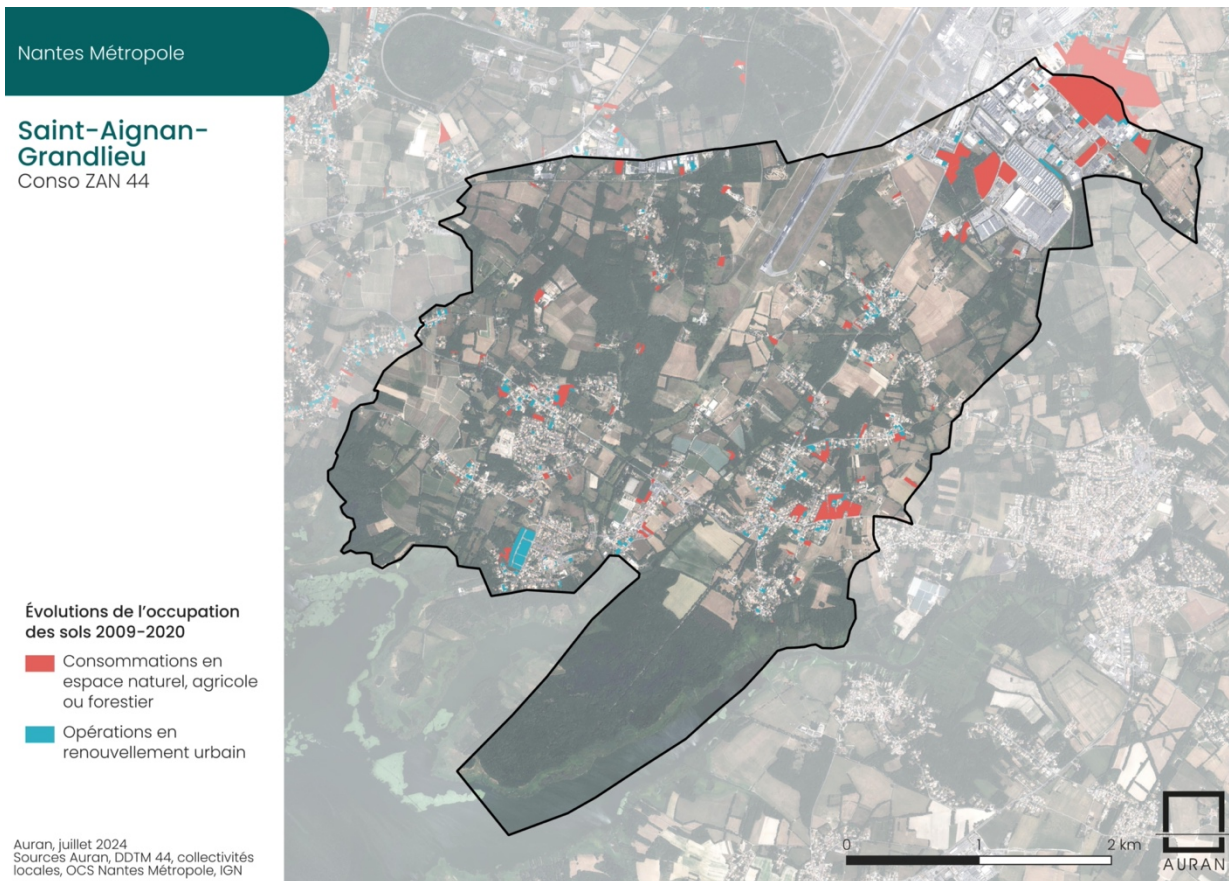 Nantes Métropole
Saint-Aignan-
Grandlieu
Conso ZAN 44
Évolutions de l'occupation
des sols 2009-2020
Consommations en
espace naturel, agricole
ou forestier
Opérations en
renouvellement urbain
Auran, juillet 2024
Sources Auran, DDTM 44, collectivités
locales, OCS Nantes Métropole, IGN
0 1 2 km
AURAN